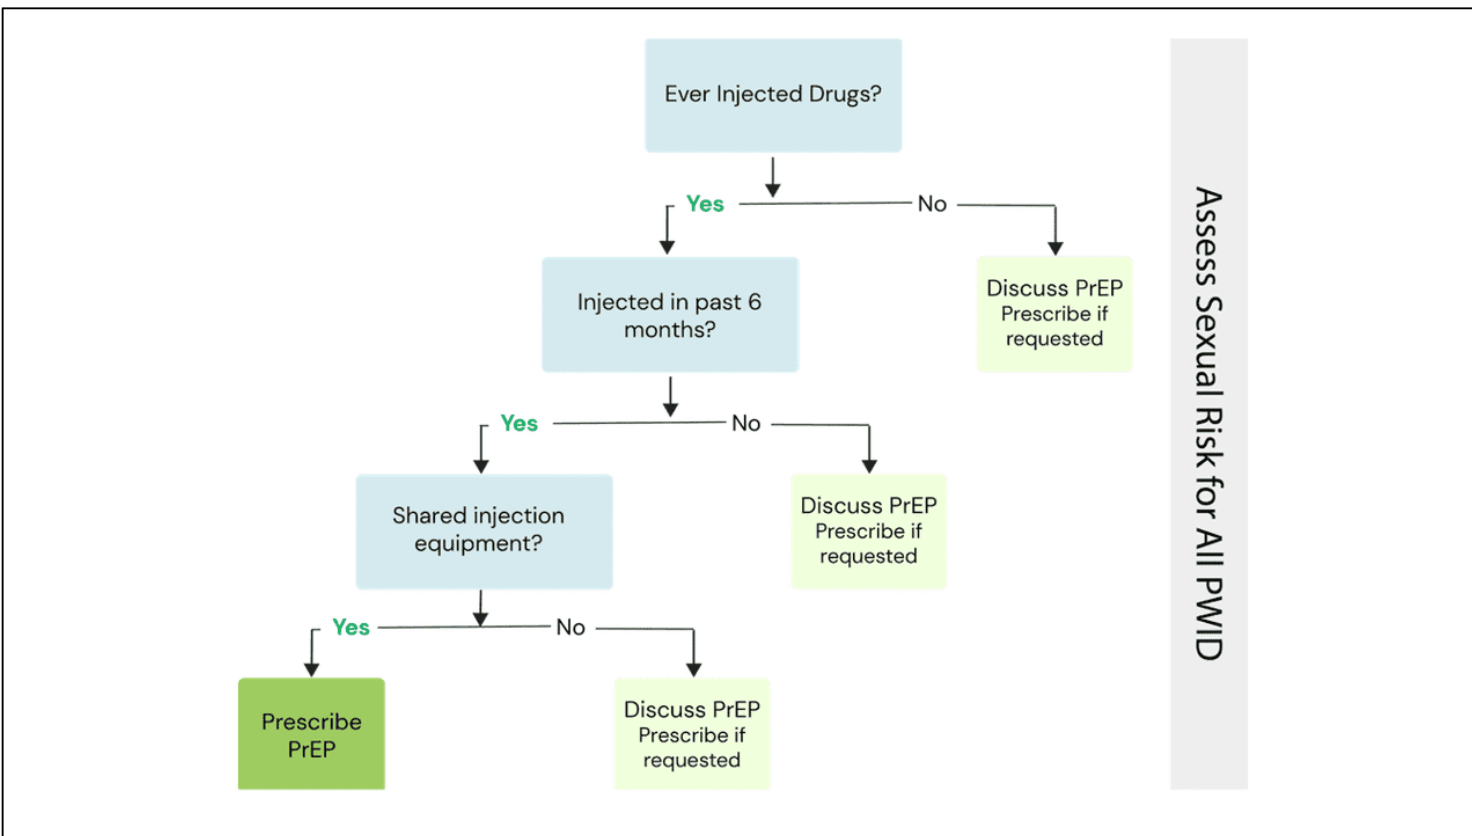 Ever Injected Drugs?
Yes
No
Injected in past 6
months?
Discuss PrEP
Prescribe if
requested
Yes
No
Shared injection
equipment?
Discuss PrEP
Prescribe if
requested
Yes
No
Prescribe
PrEP
Discuss PrEP
Prescribe if
requested
Assess Sexual Risk for All PWID